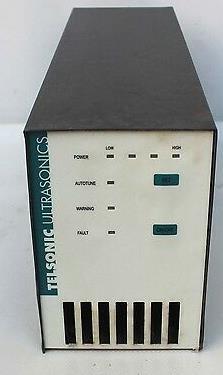 TELSONIC ULTRASONICS
LOW HIGH
POWER
AUTOTUNE
WARNING
FAULT